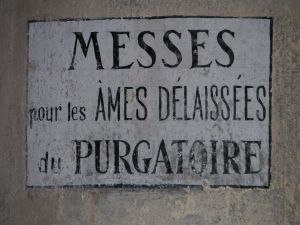 MESSES
pour les ÂMES DÉLAISSÉES
du PURGATOIRE